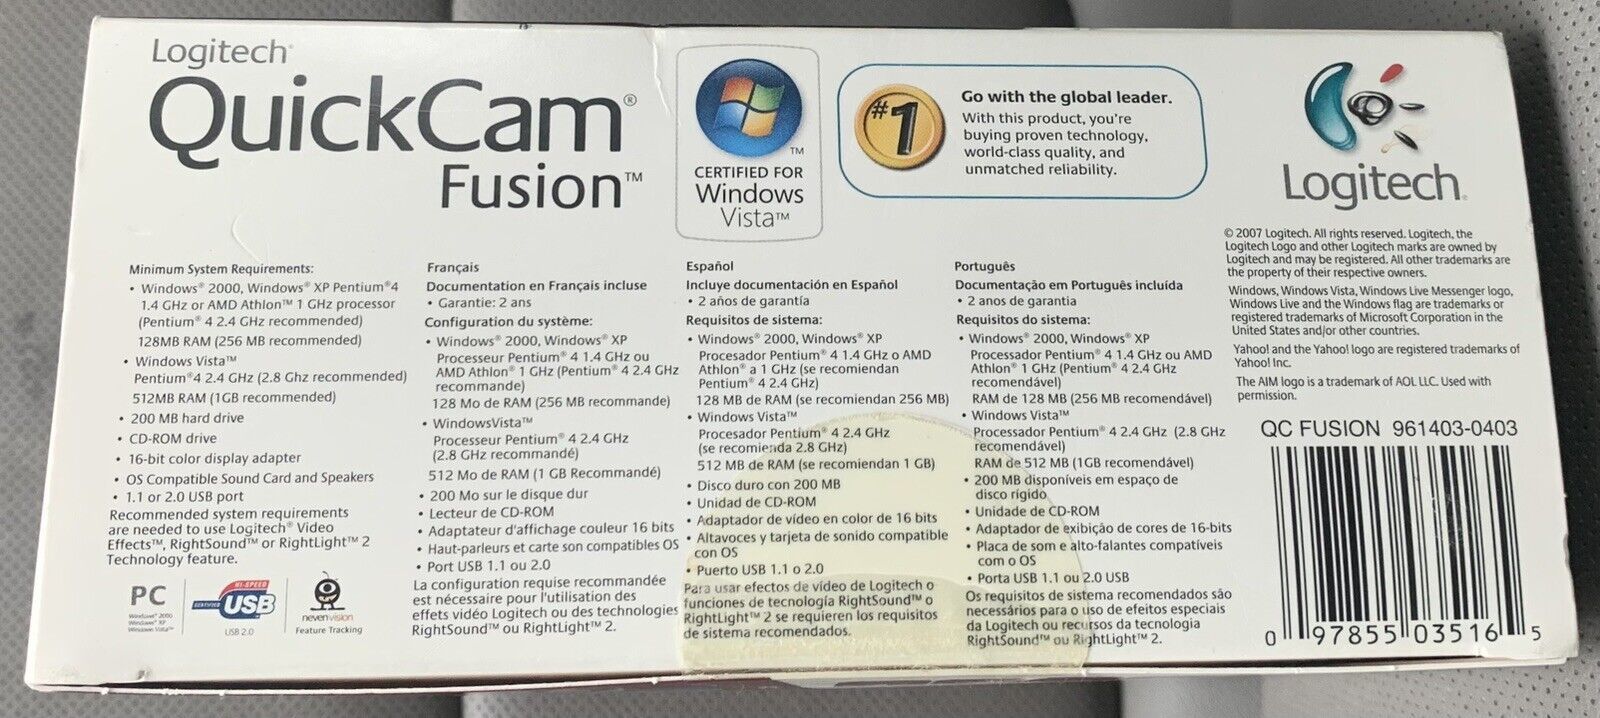 Logitech®
QuickCam®
Fusion™
CERTIFIED FOR
Windows
Vista™
#1
Go with the global leader.
With this product, you're
buying proven technology,
world-class quality, and
unmatched reliability.
Logitech®
© 2007 Logitech. All rights reserved. Logitech, the
Logitech Logo and other Logitech marks are owned by
Logitech and may be registered. All other trademarks are
the property of their respective owners.
Windows, Windows Vista, Windows Live Messenger logo,
Windows Live and the Windows flag are trademarks or
registered trademarks of Microsoft Corporation in the
United States and/or other countries.
Yahoo! and the Yahoo! logo are registered trademarks of
Yahoo! Inc.
The AIM logo is a trademark of AOL LLC. Used with
permission.
QC FUSION 961403-0403
0 97855 03516 5
Minimum System Requirements:
• Windows® 2000, Windows® XP Pentium®4
1.4 GHz or AMD Athlon™ 1 GHz processor
(Pentium® 4 2.4 GHz recommended)
128MB RAM (256 MB recommended)
• Windows Vista™
Pentium®4 2.4 GHz (2.8 Ghz recommended)
512MB RAM (1GB recommended)
• 200 MB hard drive
• CD-ROM drive
• 16-bit color display adapter
• OS Compatible Sound Card and Speakers
• 1.1 or 2.0 USB port
Recommended system requirements
are needed to use Logitech® Video
Effects™, RightSound™ or RightLight™ 2
Technology feature.
PC
Windows® 2000
Windows® XP
Windows Vista™
HI-SPEED
CERTIFIED
USB
USB 2.0
nevenvision
Feature Tracking
Français
Documentation en Français incluse
• Garantie: 2 ans
Configuration du système:
• Windows® 2000, Windows® XP
Processeur Pentium® 4 1.4 GHz ou
AMD Athlon® 1 GHz (Pentium® 4 2.4 GHz
recommande)
128 Mo de RAM (256 MB recommande)
• WindowsVista™
Processeur Pentium® 4 2.4 GHz
(2.8 GHz recommandé)
512 Mo de RAM (1 GB Recommandé)
• 200 Mo sur le disque dur
• Lecteur de CD-ROM
• Adaptateur d'affichage couleur 16 bits
• Haut-parleurs et carte son compatibles OS
• Port USB 1.1 ou 2.0
La configuration requise recommandée
est nécessaire pour l'utilisation des
effets vidéo Logitech ou des technologies
RightSound™ ou RightLight™ 2.
Español
Incluye documentación en Español
• 2 años de garantía
Requisitos de sistema:
• Windows® 2000, Windows® XP
Procesador Pentium® 4 1.4 GHz o AMD
Athlon® a 1 GHz (se recomiendan
Pentium® 4 2.4 GHz)
128 MB de RAM (se recomiendan 256 MB)
• Windows Vista™
Procesador Pentium® 4 2.4 GHz
(se recomienda 2.8 GHz)
512 MB de RAM (se recomiendan 1 GB)
• Disco duro con 200 MB
• Unidad de CD-ROM
• Adaptador de vídeo en color de 16 bits
• Altavoces y tarjeta de sonido compatible
con OS
• Puerto USB 1.1 o 2.0
Para usar efectos de vídeo de Logitech o
funciones de tecnología RightSound™ o
RightLight™ 2 se requieren los requisitos
de sistema recomendados.
Português
Documentação em Português incluída
• 2 anos de garantia
Requisitos do sistema:
• Windows® 2000, Windows® XP
Processador Pentium® 4 1.4 GHz ou AMD
Athlon® 1 GHz (Pentium® 4 2.4 GHz
recomendável)
RAM de 128 MB (256 MB recomendável)
• Windows Vista™
Processador Pentium® 4 2.4 GHz (2.8 GHz
recomendável)
RAM de 512 MB (1GB recomendável)
• 200 MB disponíveis em espaço de
disco rígido
• Unidade de CD-ROM
• Adaptador de exibição de cores de 16-bits
• Placa de som e alto-falantes compatíveis
com o OS
• Porta USB 1.1 ou 2.0 USB
Os requisitos de sistema recomendados são
necessários para o uso de efeitos especiais
da Logitech ou recursos da tecnologia
RightSound™ ou RightLight™ 2.